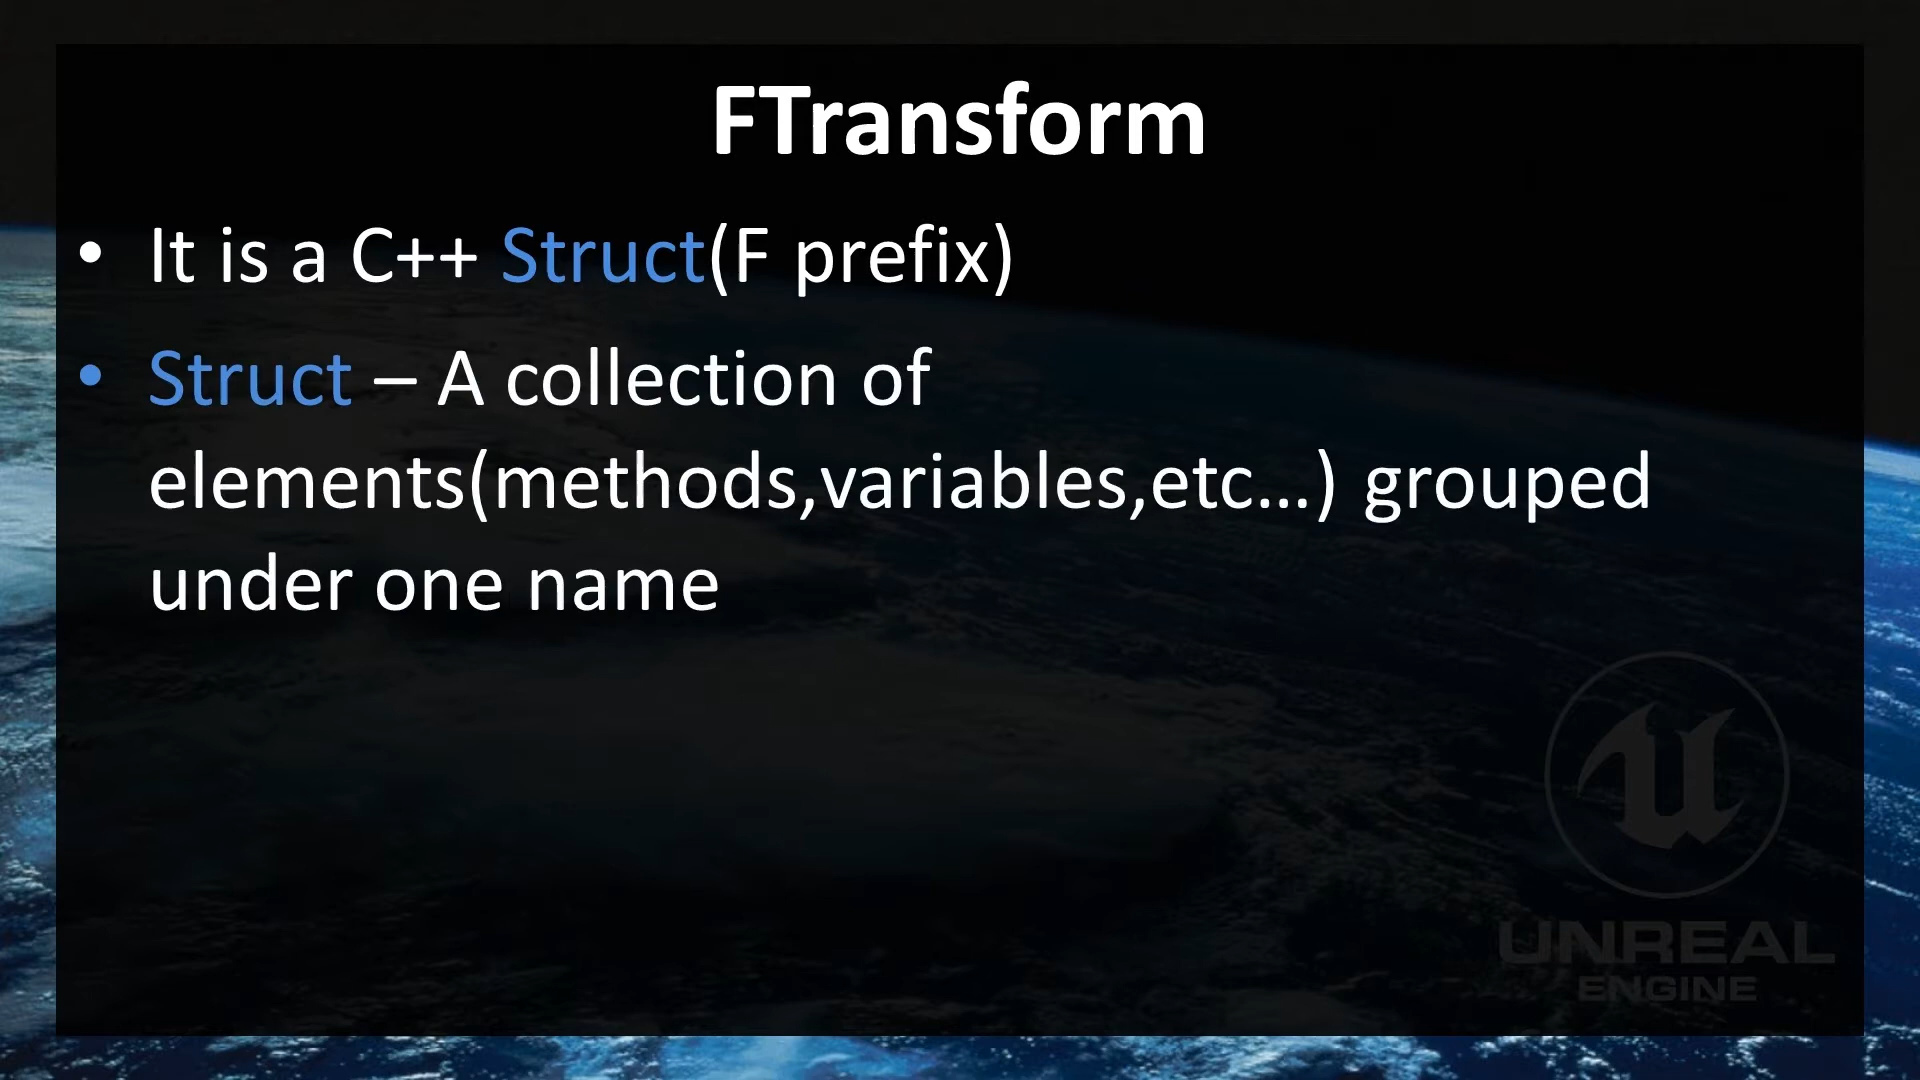 FTransform
• It is a C++ Struct(F prefix)
• Struct – A collection of
elements(methods,variables,etc...) grouped
under one name
UNREAL
ENGINE